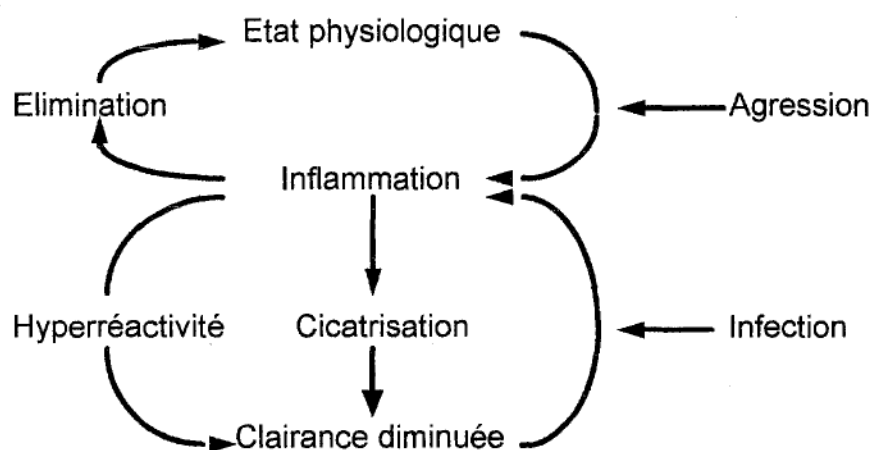 Etat physiologique
Elimination
Agression
Inflammation
Hyperréactivité
Cicatrisation
Infection
Clairance diminuée